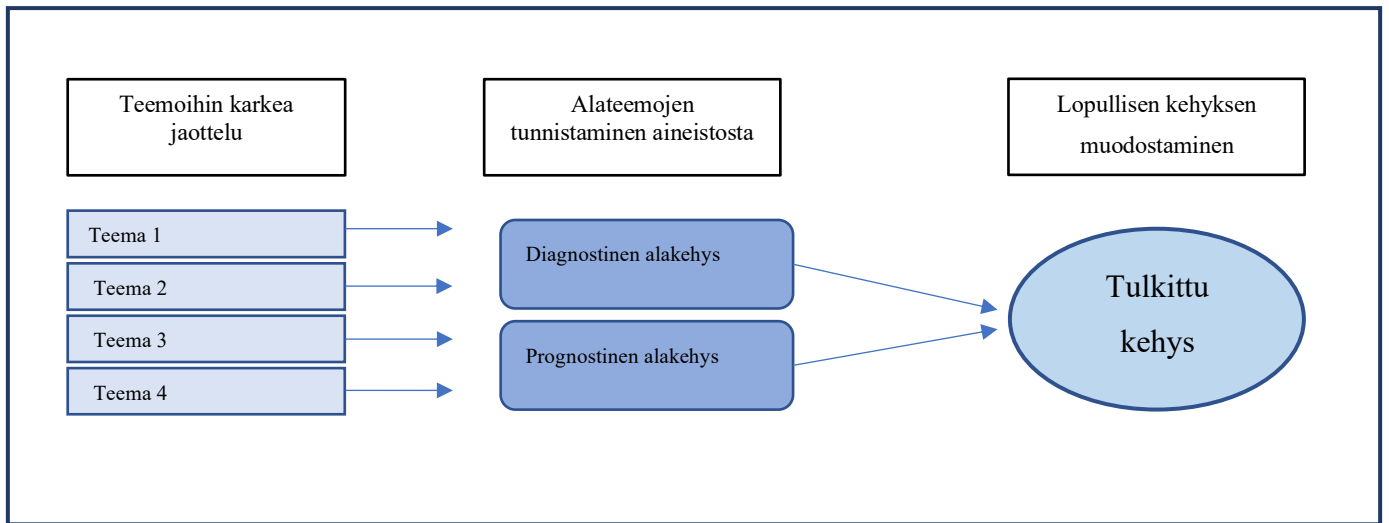 Teemoihin karkea
jaottelu
Alateemojen
tunnistaminen aineistosta
Lopullisen kehyksen
muodostaminen
Teema 1
Teema 2
Teema 3
Teema 4
Diagnostinen alakehys
Prognostinen alakehys
Tulkittu
kehys